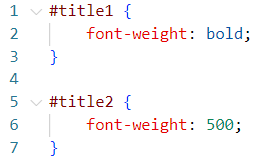 1 #title1 {
2     font-weight: bold;
3 }
4
5 #title2 {
6     font-weight: 500;
7 }